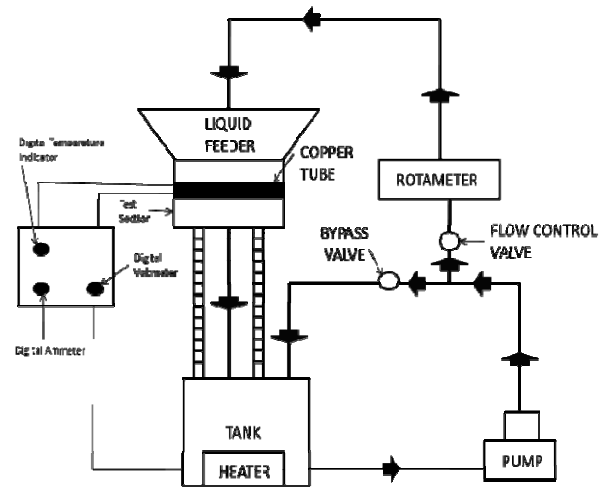 LIQUID
FEEDER
COPPER
TUBE
Indicator
ROTAMETER
FLOW CONTROL
VALVE
BYPASS
VALVE
Test
Section
Digital
Voltmeter
Digital Ammeter
TANK
HEATER
PUMP